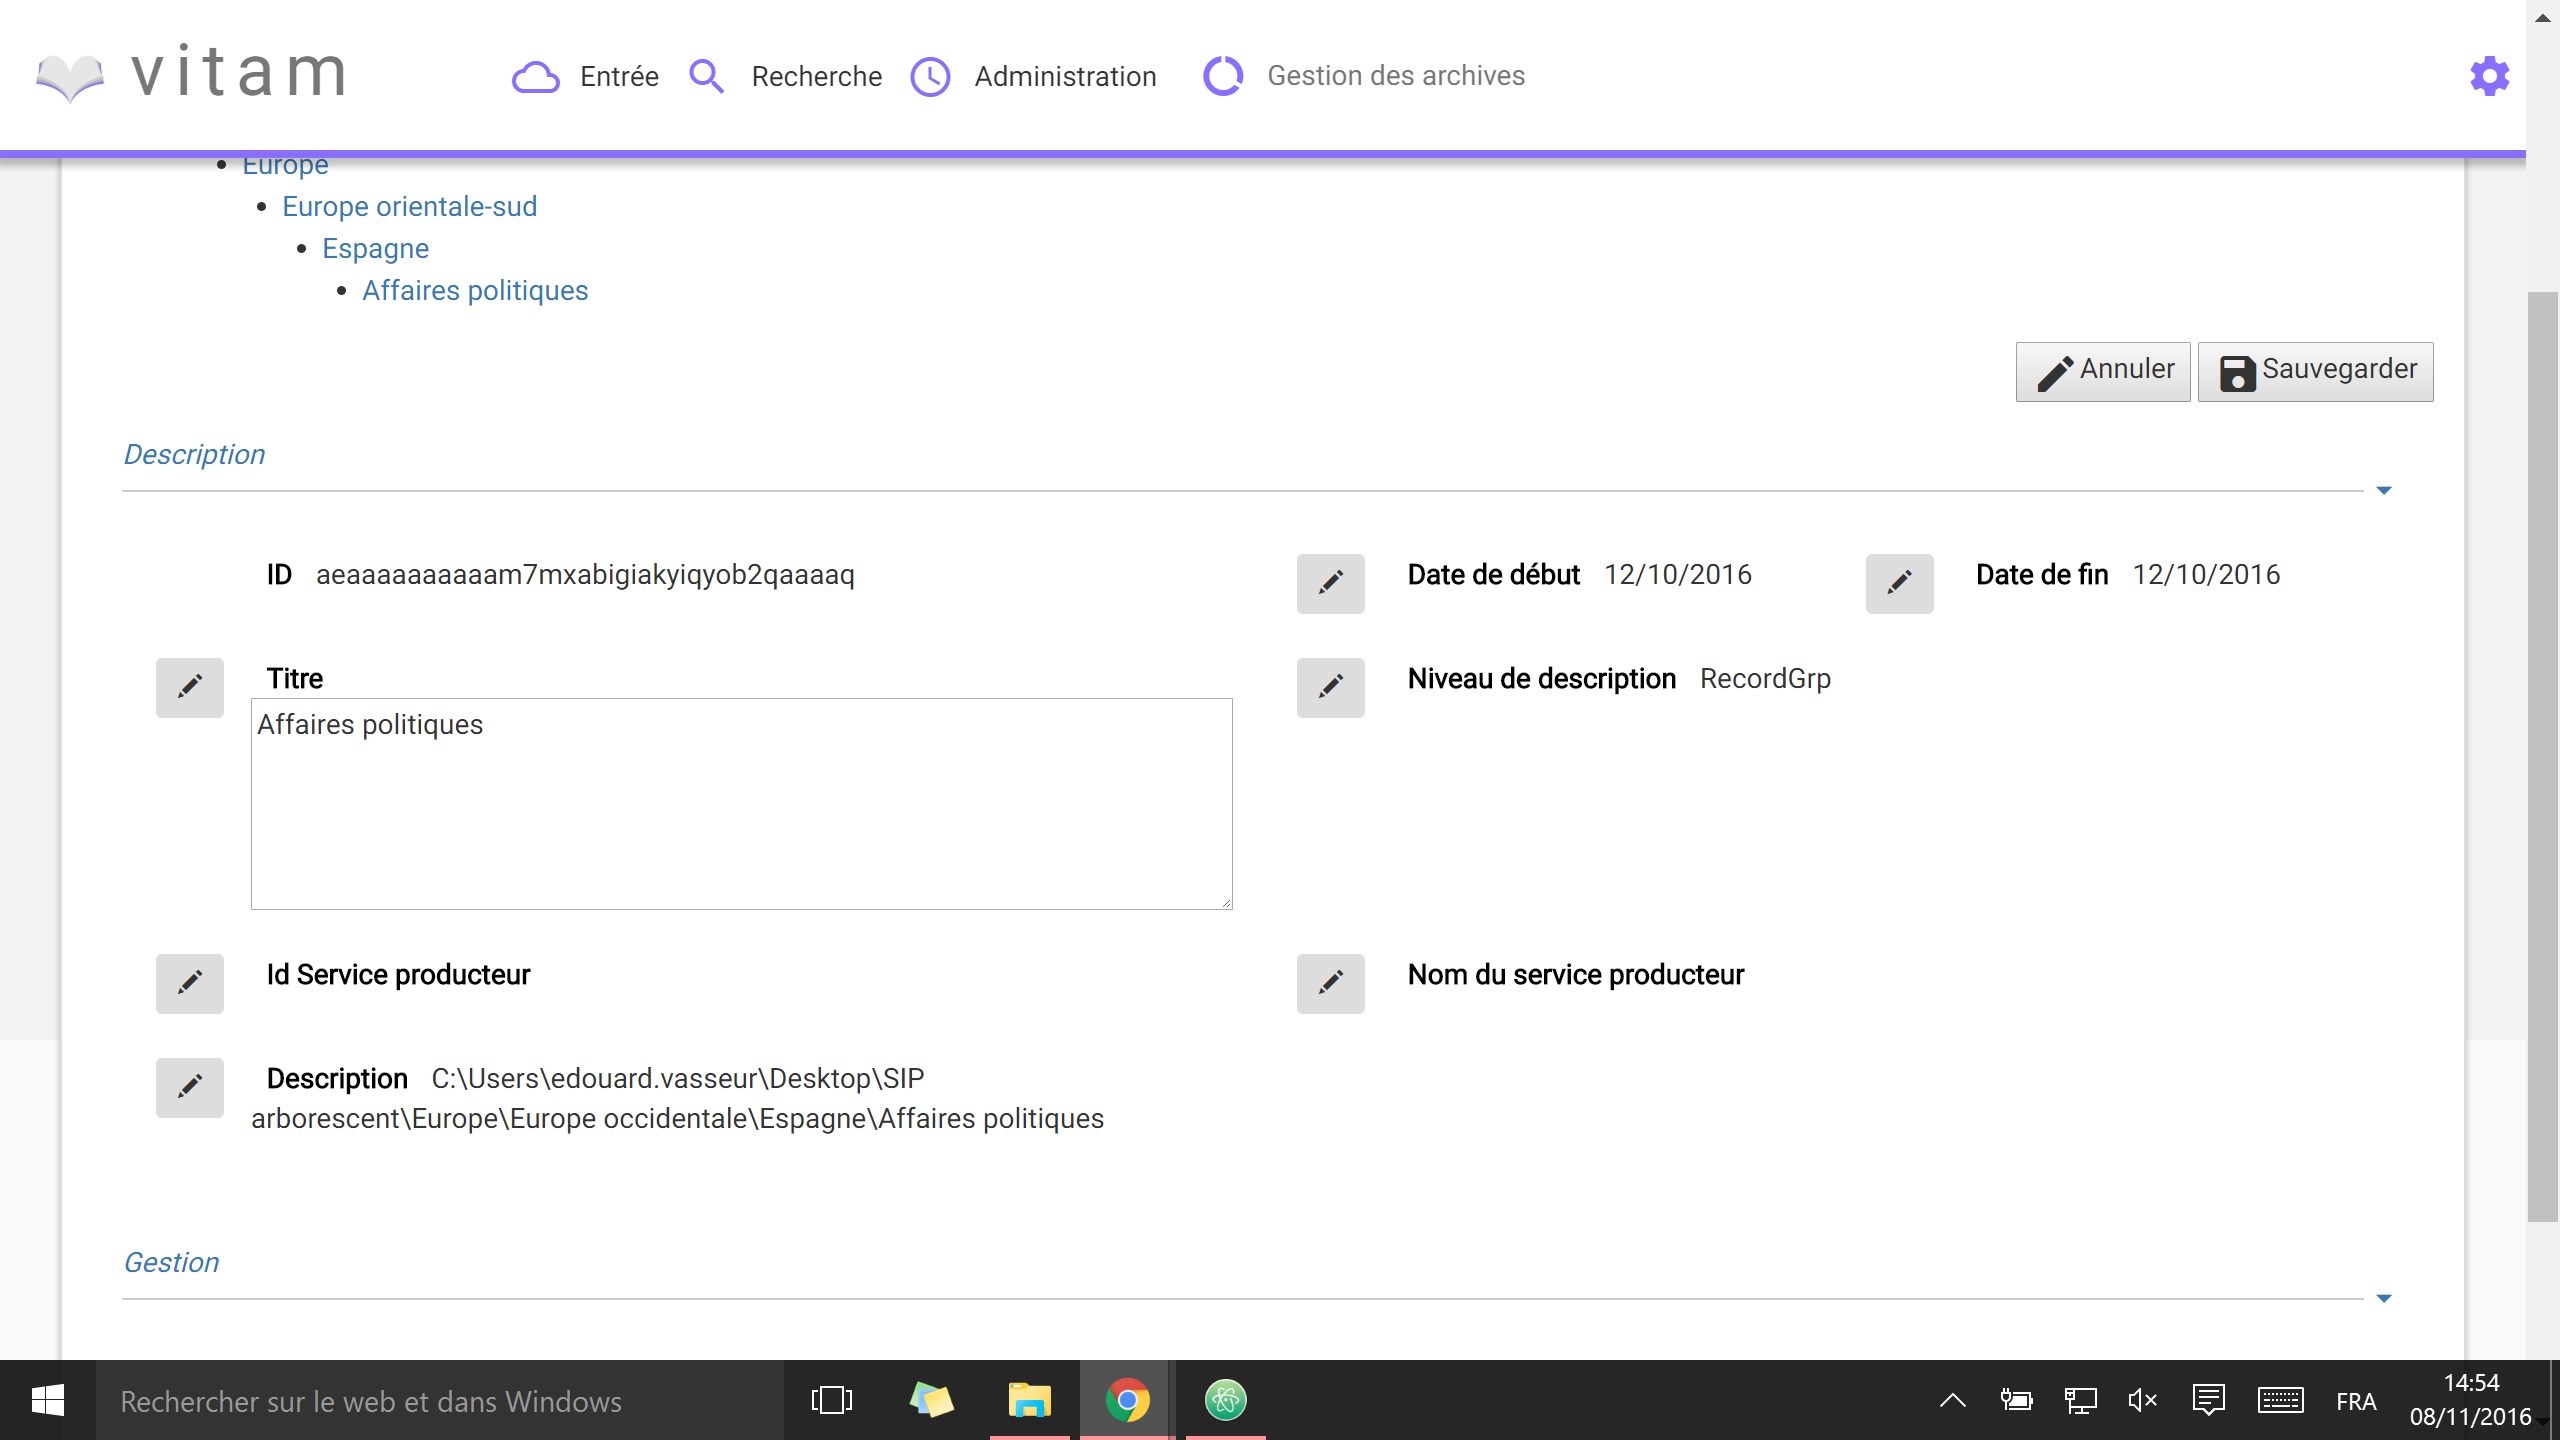 vitam
Entrée
Recherche
Administration
Gestion des archives
Europe
Europe orientale-sud
Espagne
Affaires politiques
Annuler
Sauvegarder
Description
ID aeaaaaaaaaaam7mxabigiakyiqyob2qaaaaq
Date de début 12/10/2016
Date de fin 12/10/2016
Titre
Affaires politiques
Niveau de description RecordGrp
Id Service producteur
Nom du service producteur
Description C:\Users\edouard.vasseur\Desktop\SIP
arborescent\Europe\Europe occidentale\Espagne\Affaires politiques
Gestion
Rechercher sur le web et dans Windows
FRA
14:54
08/11/2016